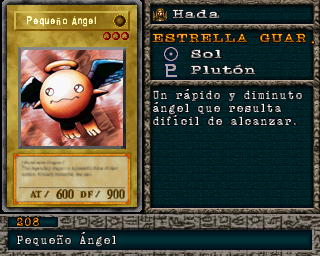 Pequeño Ángel
AT/ 600 DF/ 900
Hada
ESTRELLA GUAR.
Sol
Plutón
Un rápido y diminuto
ángel que resulta
difícil de alcanzar.
208
Pequeño Ángel